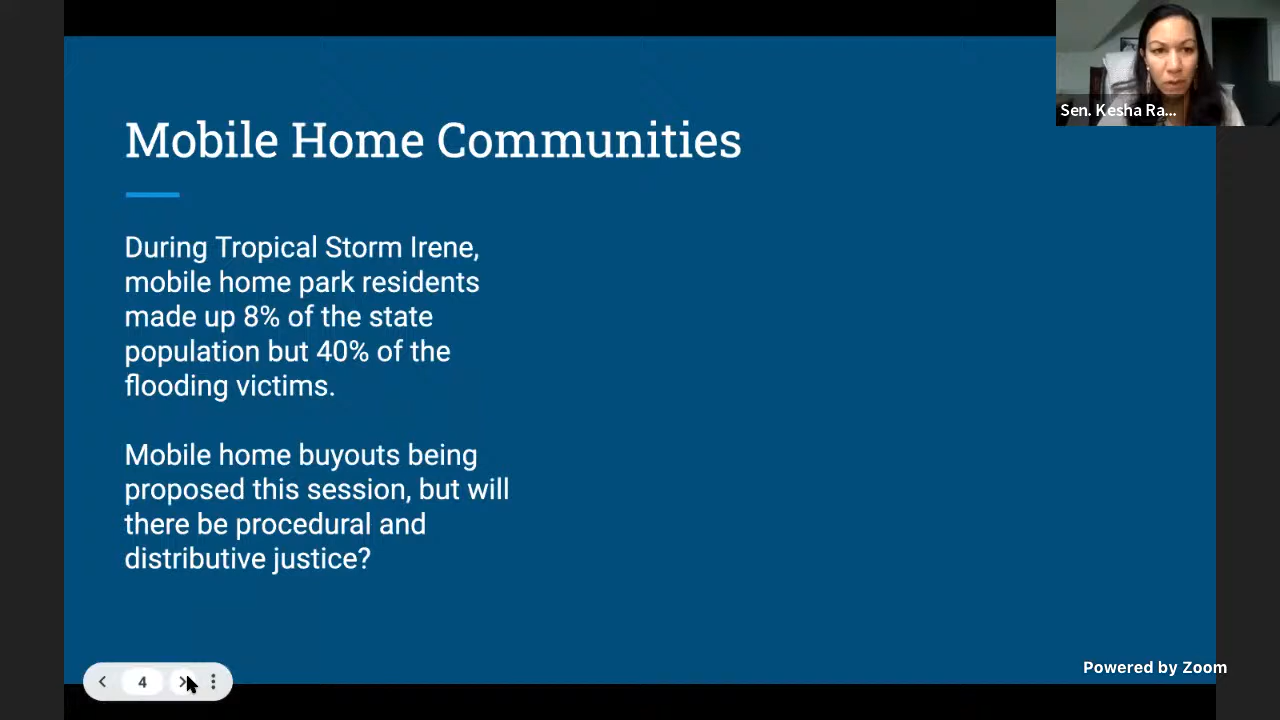 Sen. Kesha Ra...
Mobile Home Communities
During Tropical Storm Irene,
mobile home park residents
made up 8% of the state
population but 40% of the
flooding victims.
Mobile home buyouts being
proposed this session, but will
there be procedural and
distributive justice?
4
Powered by Zoom